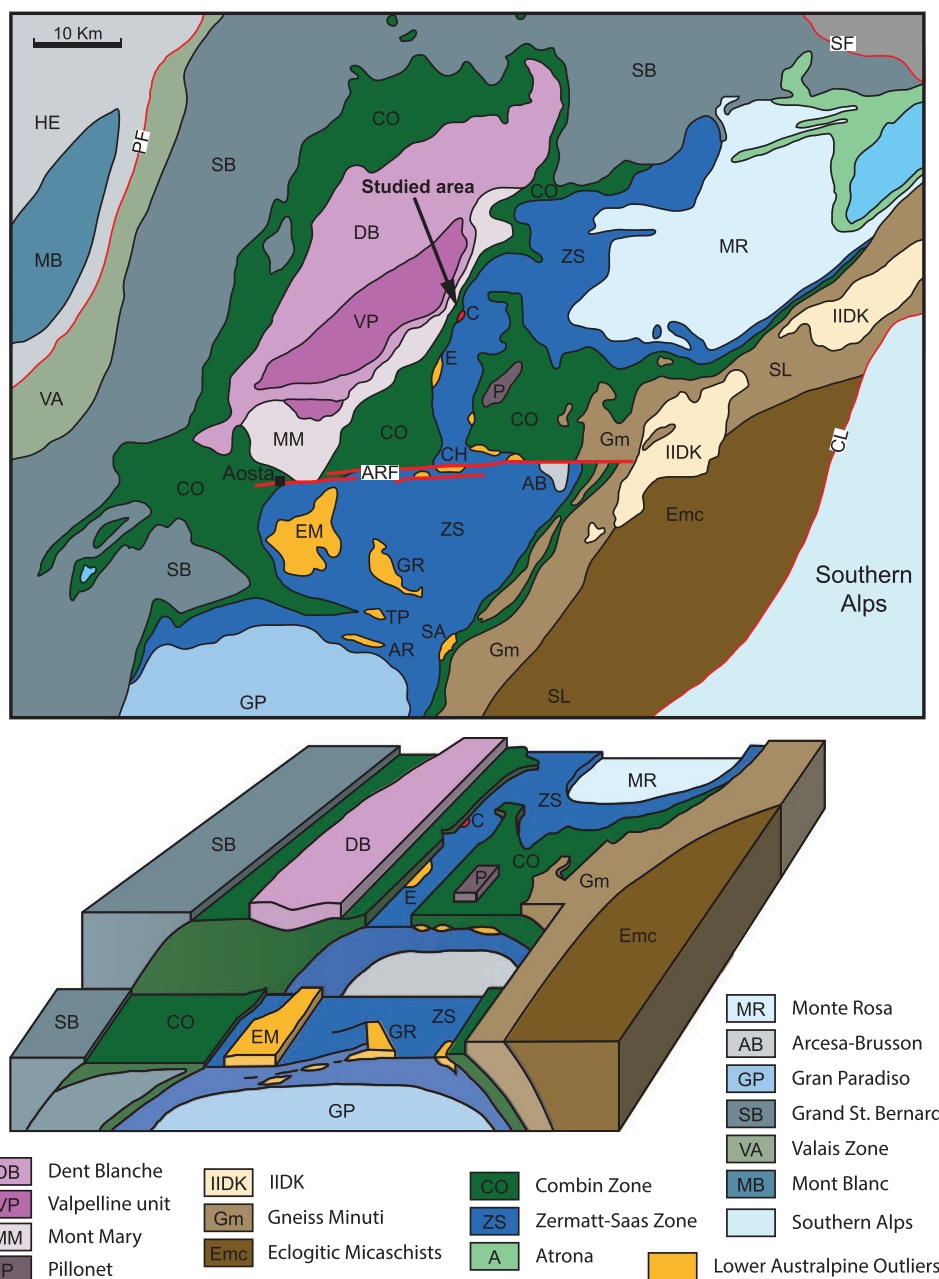 10 Km
SF
SB
HE
CO
PF
SB
Studied area
CO
DB
MR
MB
ZS
VP
C
IIDK
E
SL
VA
P
CO
CO
MM
Gm
CL
CH
IIDK
Aosta
ARF
AB
CO
Emc
EM
ZS
GR
SB
Southern
Alps
TP
SA
AR
Gm
GP
SL
MR
ZS
C
SB
DB
CO
P
Gm
E
Emc
SB
CO
EM
GR
ZS
GP
MR Monte Rosa
AB Arcesa-Brusson
GP Gran Paradiso
SB Grand St. Bernard
VA Valais Zone
MB Mont Blanc
Southern Alps
DB Dent Blanche
VP Valpelline unit
MM Mont Mary
P Pillonet
IIDK IIDK
Gm Gneiss Minuti
Emc Eclogitic Micaschists
CO Combin Zone
ZS Zermatt-Saas Zone
A Atrona
Lower Australpine Outliers